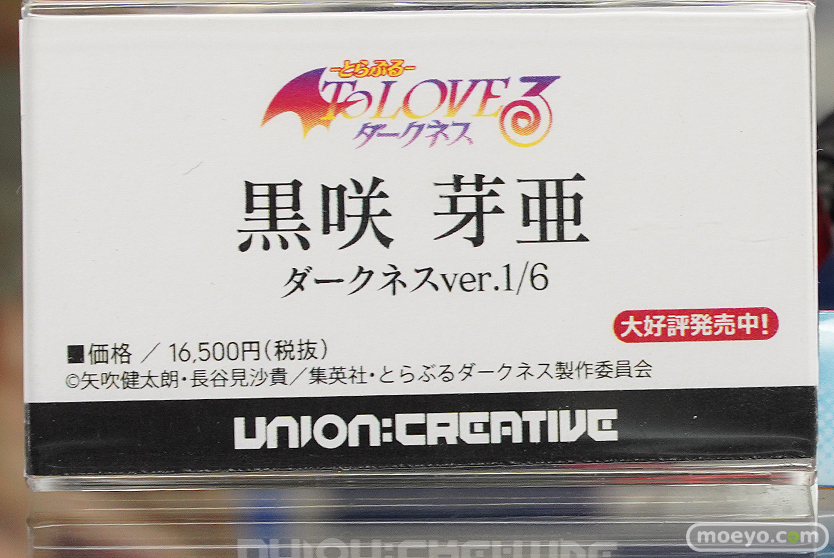 -とらぶる-
To LOVEる
ダークネス
黒咲 芽亜
ダークネスver.1/6
大好評発売中!
■価格 / 16,500円(税抜)
©矢吹健太朗・長谷見沙貴/集英社・とらぶるダークネス製作委員会
UNION:CREATIVE
UNION:CREATIVE
moeyo.com